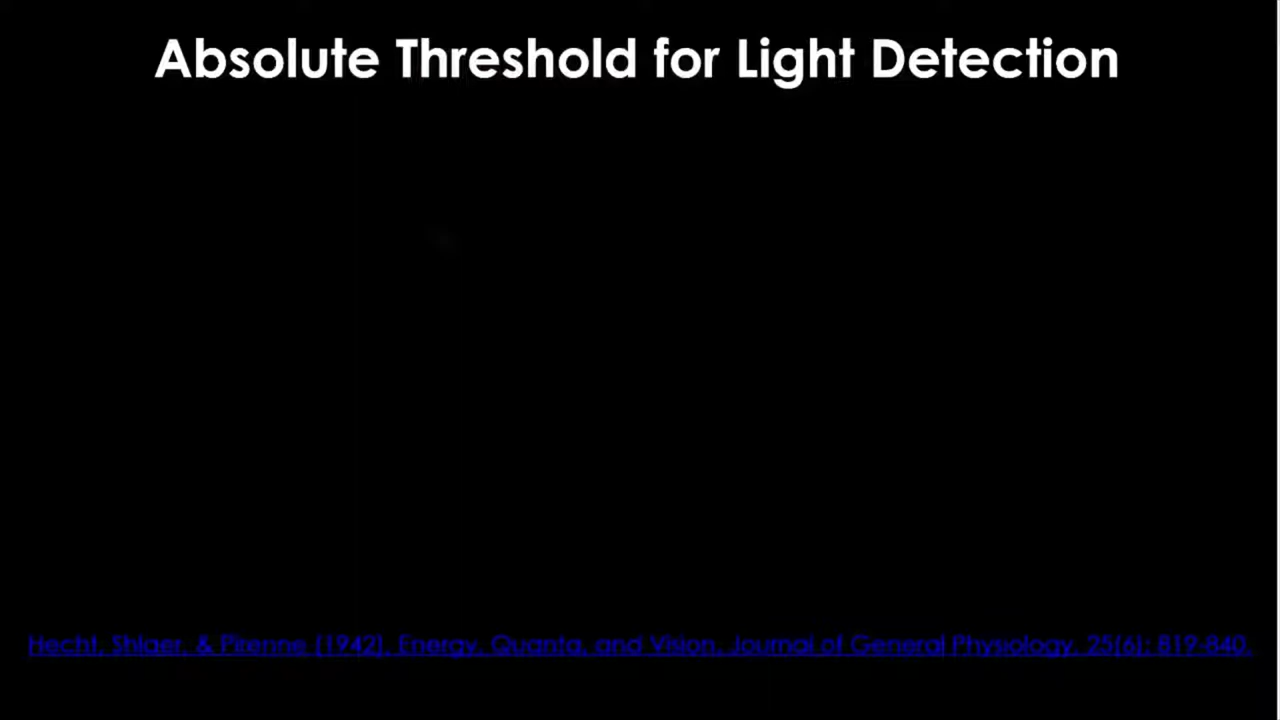 Absolute Threshold for Light Detection
Hecht, Shlaer, & Pirenne (1942). Energy, Quanta, and Vision, Journal of General Physiology, 25(6): 819-840.